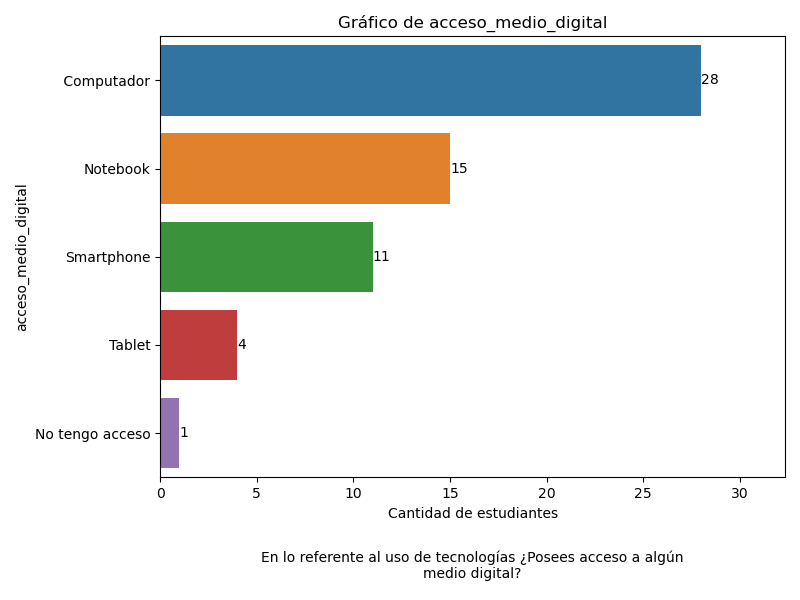 Gráfico de acceso_medio_digital
acceso_medio_digital
Computador
28
Notebook
15
Smartphone
11
Tablet
4
No tengo acceso
1
0 5 10 15 20 25 30
Cantidad de estudiantes
En lo referente al uso de tecnologías ¿Posees acceso a algún
medio digital?